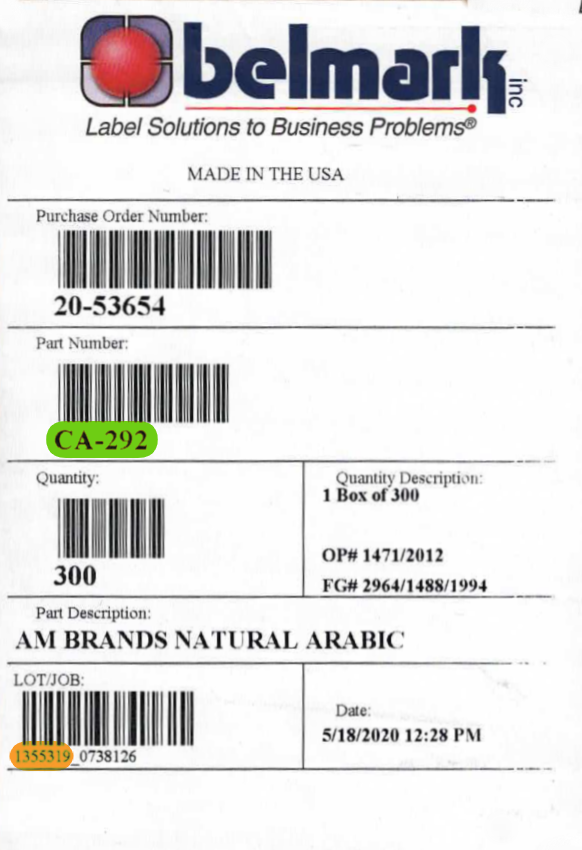 belmark inc
Label Solutions to Business Problems®
MADE IN THE USA
Purchase Order Number:
20-53654
Part Number:
CA-292
Quantity:
300
Quantity Description:
1 Box of 300
OP# 1471/2012
FG# 2964/1488/1994
Part Description:
AM BRANDS NATURAL ARABIC
LOT/JOB:
1355319_0738126
Date:
5/18/2020 12:28 PM